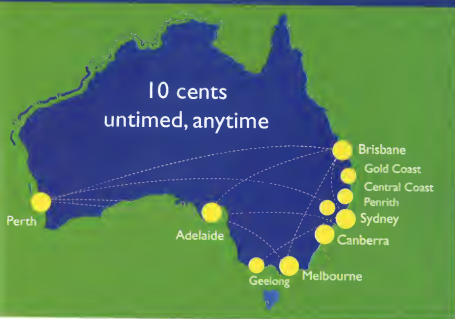 10 cents
untimed, anytime
Brisbane
Gold Coast
Central Coast
Penrith
Sydney
Perth
Adelaide
Canberra
Geelong
Melbourne